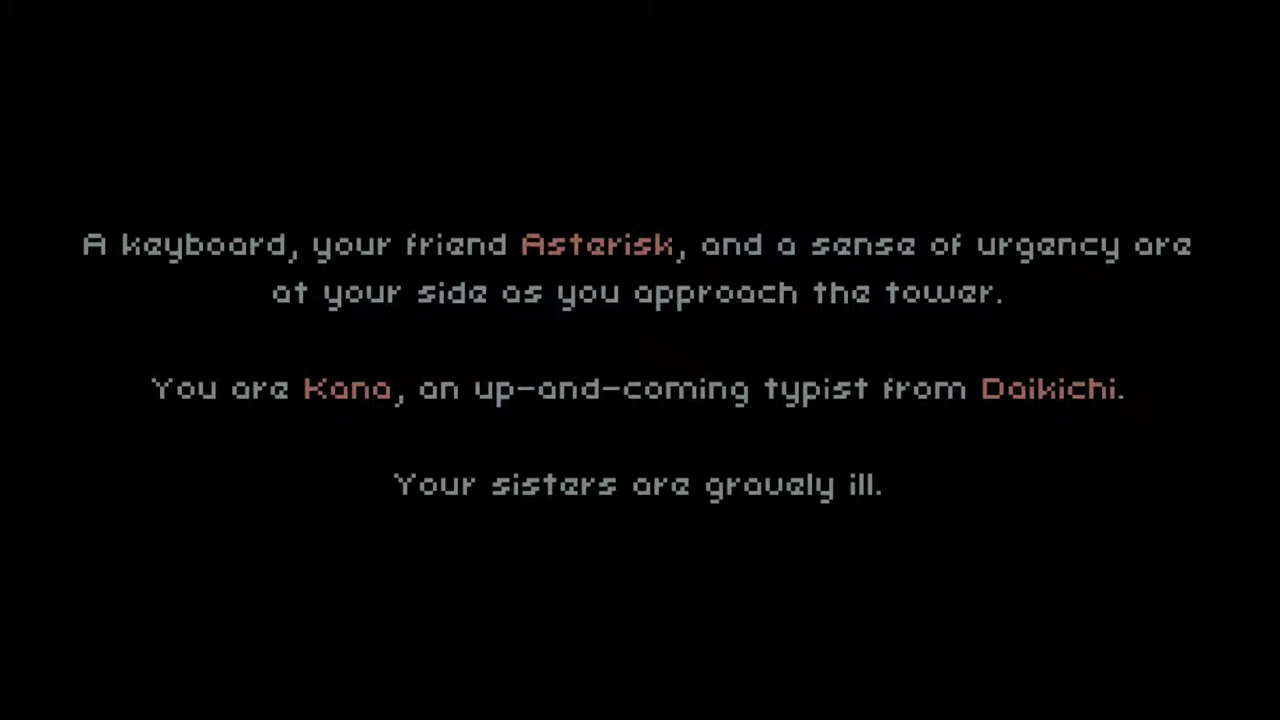 A keyboard, your friend Asterisk, and a sense of urgency are
at your side as you approach the tower.
You are Kana, an up-and-coming typist from Daikichi.
Your sisters are gravely ill.